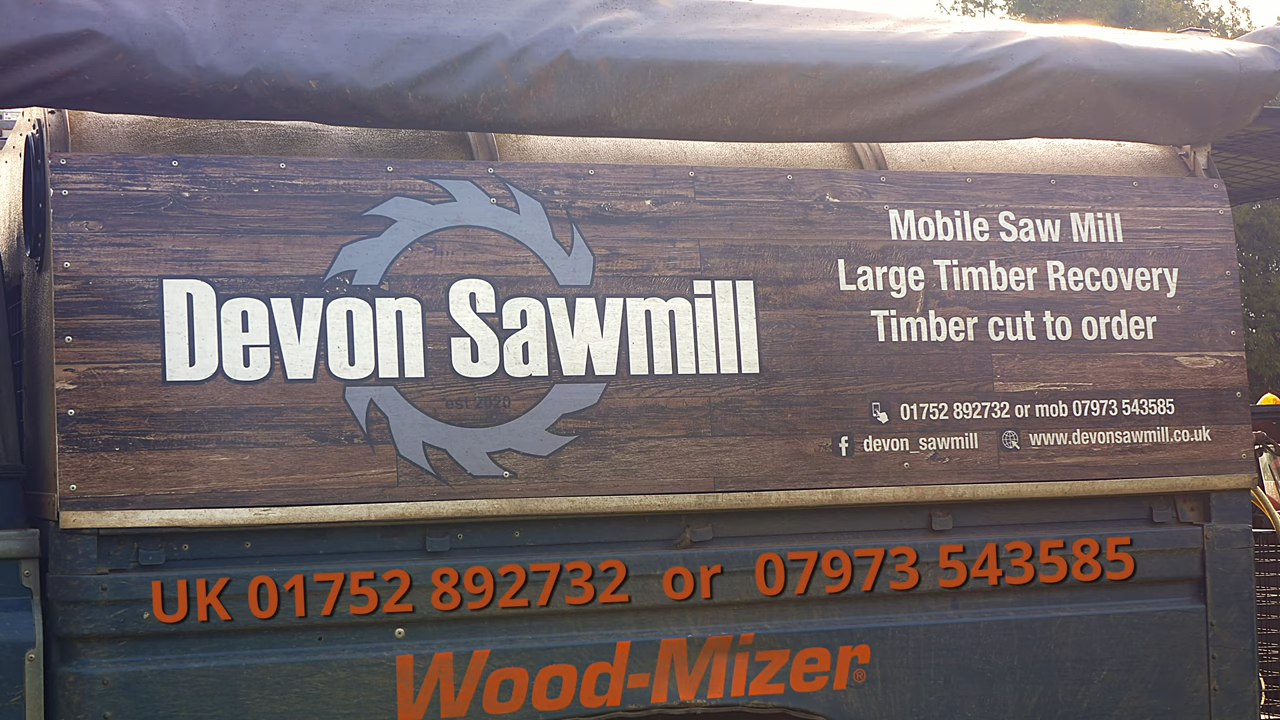 Devon Sawmill
est 2020
Mobile Saw Mill
Large Timber Recovery
Timber cut to order
01752 892732 or mob 07973 543585
f devon_sawmill www.devonsawmill.co.uk
UK 01752 892732 or 07973 543585
Wood-Mizer®